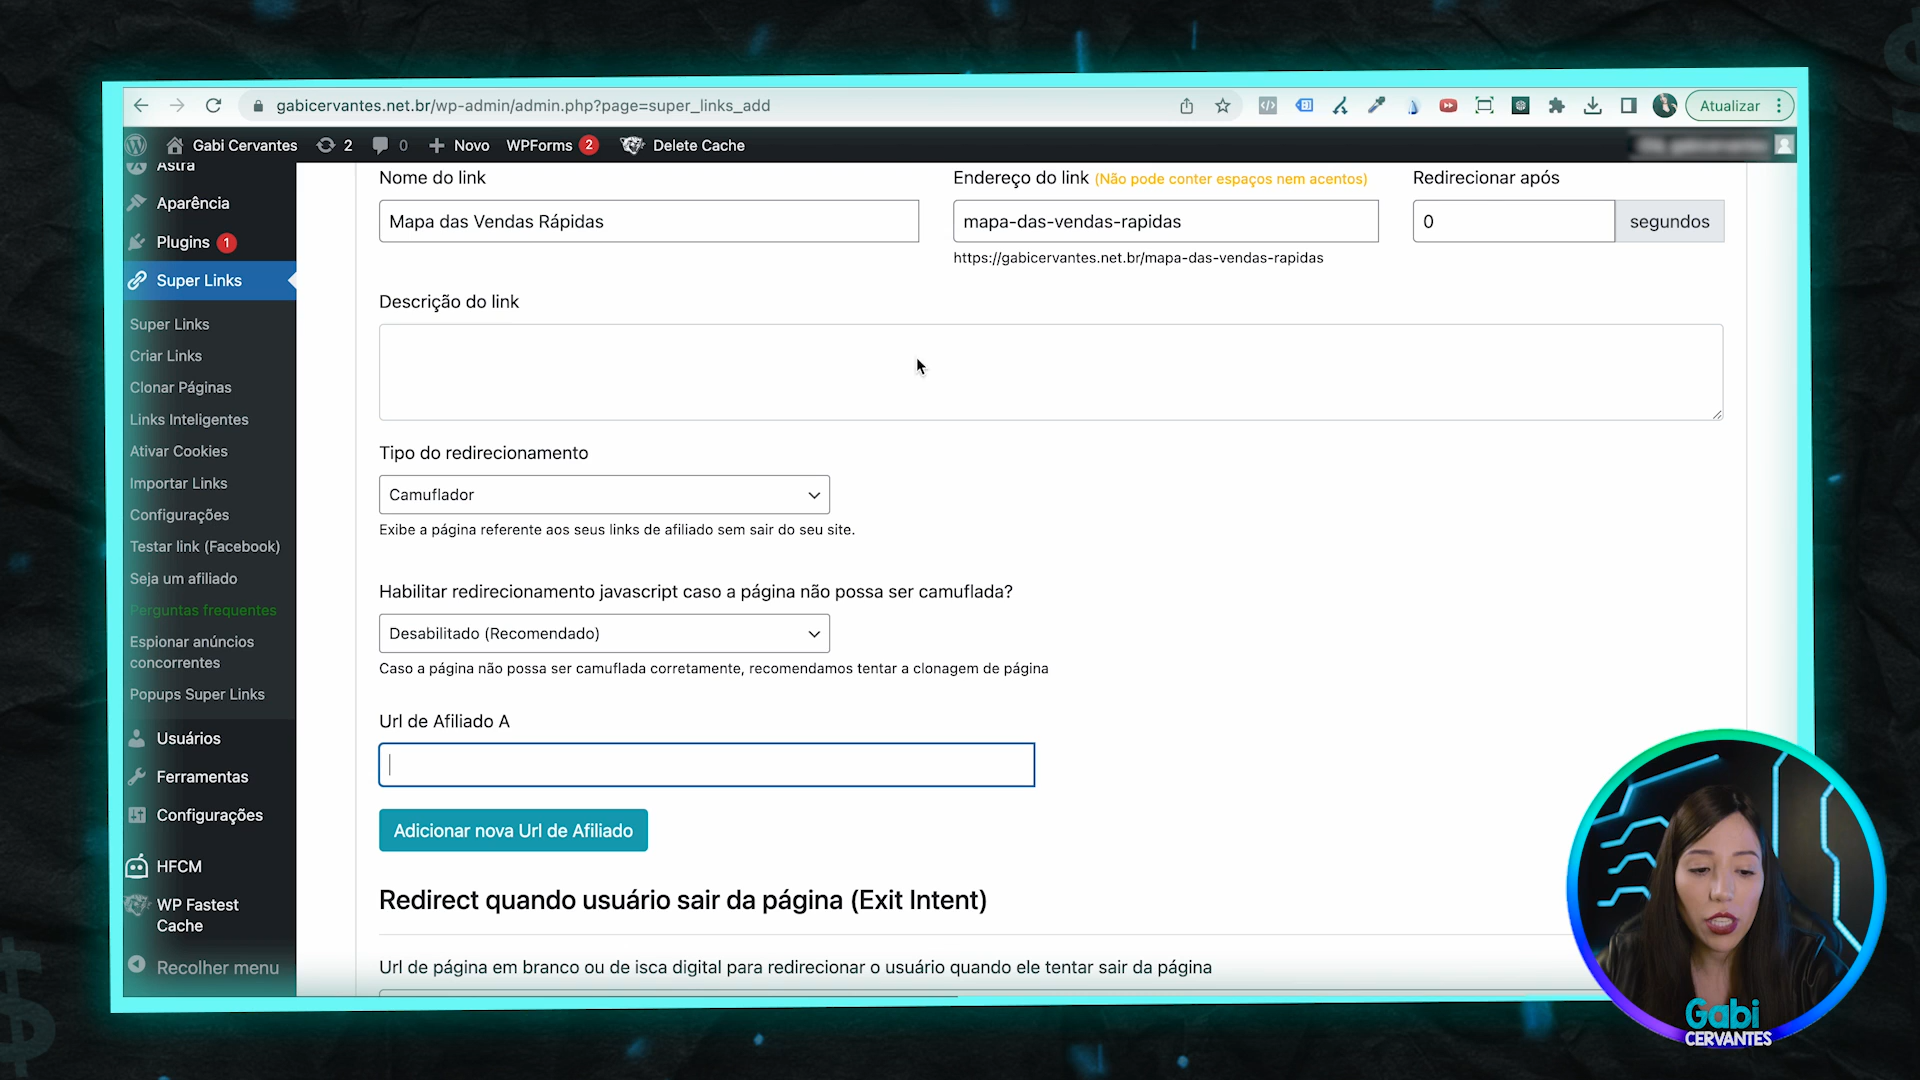 gabicervantes.net.br/wp-admin/admin.php?page=super_links_add
Atualizar
Gabi Cervantes
2
0
Novo
WPForms 2
Delete Cache
Astra
Aparência
Plugins 1
Super Links
Super Links
Criar Links
Clonar Páginas
Links Inteligentes
Ativar Cookies
Importar Links
Configurações
Testar link (Facebook)
Seja um afiliado
Perguntas frequentes
Espionar anúncios
concorrentes
Popups Super Links
Usuários
Ferramentas
Configurações
HFCM
WP Fastest
Cache
Recolher menu
Nome do link
Mapa das Vendas Rápidas
Endereço do link (Não pode conter espaços nem acentos)
mapa-das-vendas-rapidas
https://gabicervantes.net.br/mapa-das-vendas-rapidas
Redirecionar após
0
segundos
Descrição do link
Tipo do redirecionamento
Camuflador
Exibe a página referente aos seus links de afiliado sem sair do seu site.
Habilitar redirecionamento javascript caso a página não possa ser camuflada?
Desabilitado (Recomendado)
Caso a página não possa ser camuflada corretamente, recomendamos tentar a clonagem de página
Url de Afiliado A
Adicionar nova Url de Afiliado
Redirect quando usuário sair da página (Exit Intent)
Url de página em branco ou de isca digital para redirecionar o usuário quando ele tentar sair da página
Gabi
CERVANTES